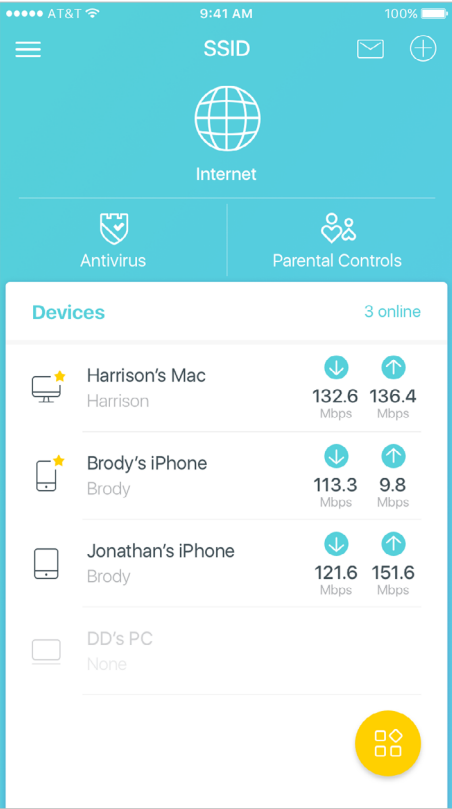 AT&T 9:41 AM 100%
SSID
Internet
Antivirus Parental Controls
Devices 3 online
Harrison's Mac
Harrison
132.6 136.4
Mbps Mbps
Brody's iPhone
Brody
113.3 9.8
Mbps Mbps
Jonathan's iPhone
Brody
121.6 151.6
Mbps Mbps
DD's PC
None